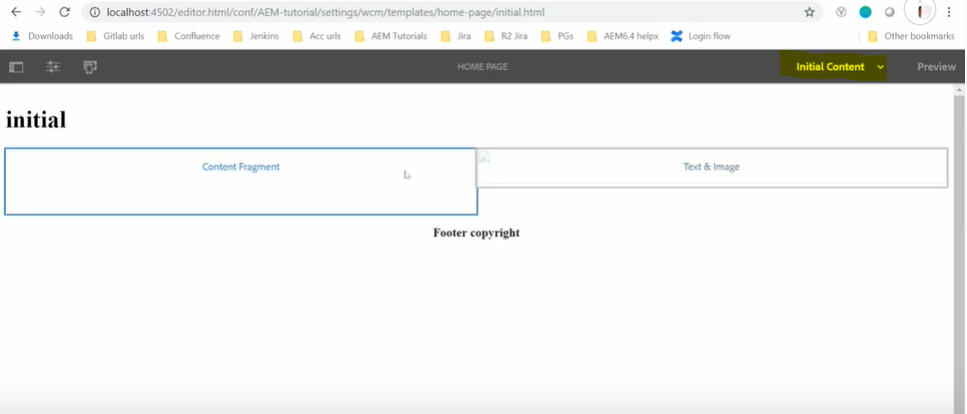 localhost:4502/editor.html/conf/AEM-tutorial/settings/wcm/templates/home-page/initial.html
Downloads Gitlab urls Confluence Jenkins Acc urls AEM Tutorials Jira R2 Jira PGs AEM6.4 helpx Login flow Other bookmarks
HOME PAGE Initial Content Preview
initial
Content Fragment Text & Image
Footer copyright